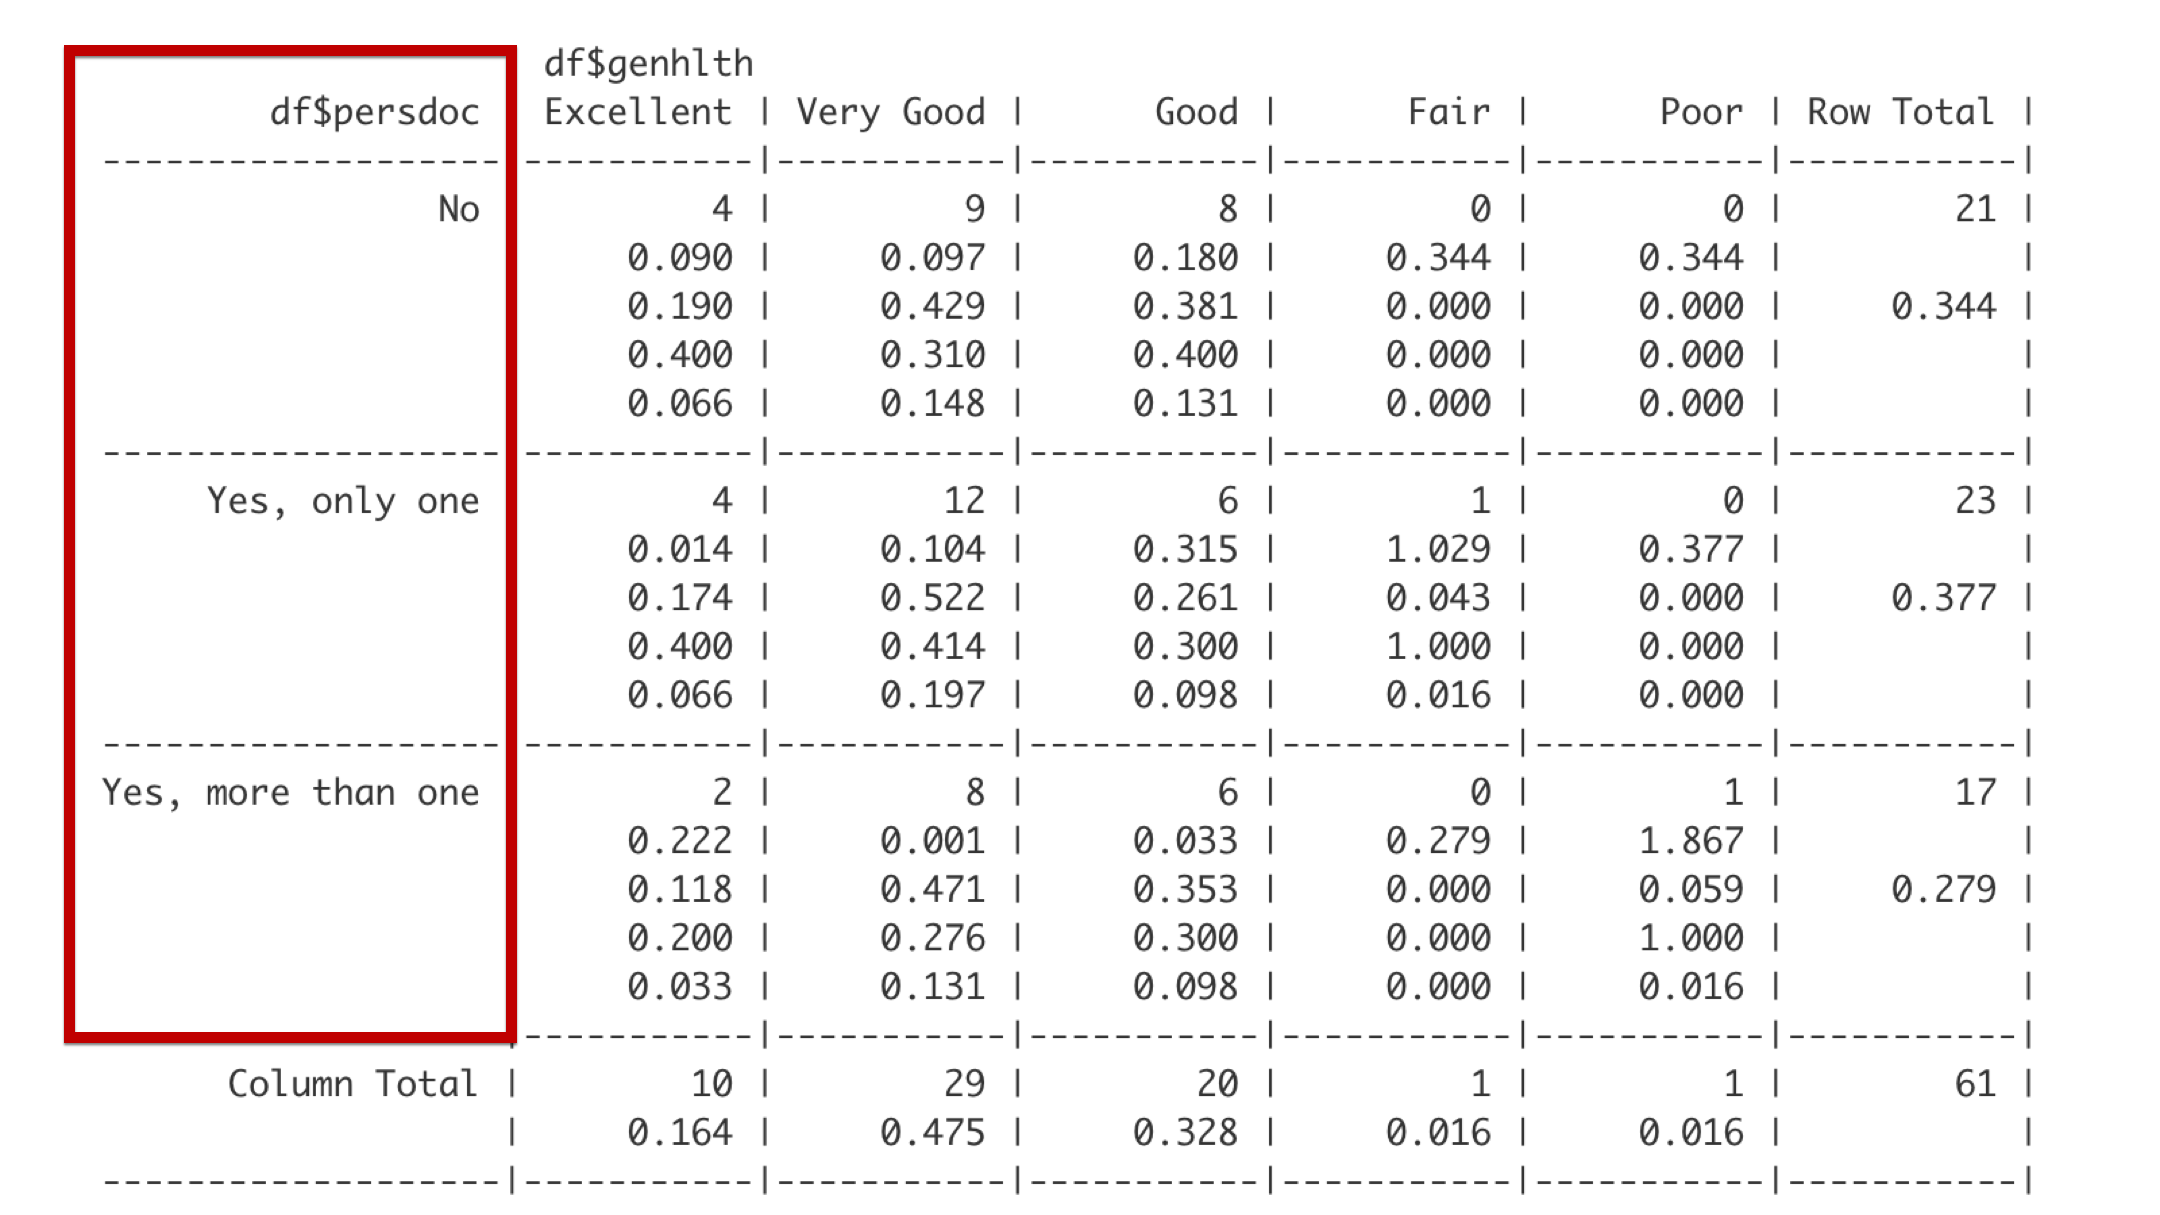 df$genhlth
        df$persdoc   Excellent | Very Good |      Good |      Fair |      Poor | Row Total |
-------------------|-----------|-----------|-----------|-----------|-----------|-----------|
                No           4 |         9 |         8 |         0 |         0 |        21 |
                         0.090 |     0.097 |     0.180 |     0.344 |     0.344 |           |
                         0.190 |     0.429 |     0.381 |     0.000 |     0.000 |     0.344 |
                         0.400 |     0.310 |     0.400 |     0.000 |     0.000 |           |
                         0.066 |     0.148 |     0.131 |     0.000 |     0.000 |           |
-------------------|-----------|-----------|-----------|-----------|-----------|-----------|
     Yes, only one           4 |        12 |         6 |         1 |         0 |        23 |
                         0.014 |     0.104 |     0.315 |     1.029 |     0.377 |           |
                         0.174 |     0.522 |     0.261 |     0.043 |     0.000 |     0.377 |
                         0.400 |     0.414 |     0.300 |     1.000 |     0.000 |           |
                         0.066 |     0.197 |     0.098 |     0.016 |     0.000 |           |
-------------------|-----------|-----------|-----------|-----------|-----------|-----------|
Yes, more than one           2 |         8 |         6 |         0 |         1 |        17 |
                         0.222 |     0.001 |     0.033 |     0.279 |     1.867 |           |
                         0.118 |     0.471 |     0.353 |     0.000 |     0.059 |     0.279 |
                         0.200 |     0.276 |     0.300 |     0.000 |     1.000 |           |
                         0.033 |     0.131 |     0.098 |     0.000 |     0.016 |           |
                   |-----------|-----------|-----------|-----------|-----------|-----------|
      Column Total |        10 |        29 |        20 |         1 |         1 |        61 |
                   |     0.164 |     0.475 |     0.328 |     0.016 |     0.016 |           |
-------------------|-----------|-----------|-----------|-----------|-----------|-----------|